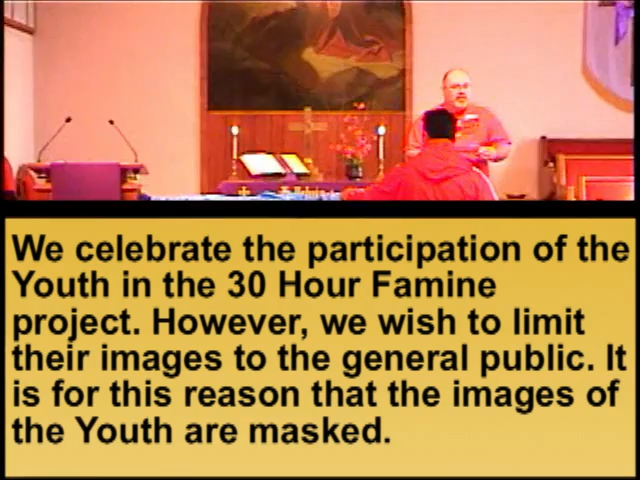 We celebrate the participation of the
Youth in the 30 Hour Famine
project. However, we wish to limit
their images to the general public. It
is for this reason that the images of
the Youth are masked.